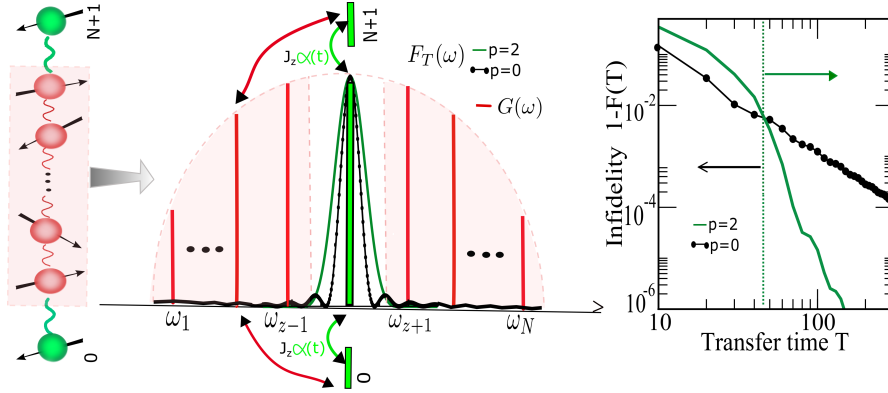 N+1
0
N+1
J_z α(t)
F_T(ω)
p=2
p=0
G(ω)
ω_1
ω_{z-1}
ω_{z+1}
ω_N
J_z α(t)
0
Infidelity 1-F(T)
10^{-2}
10^{-4}
10^{-6}
p=2
p=0
10
100
Transfer time T